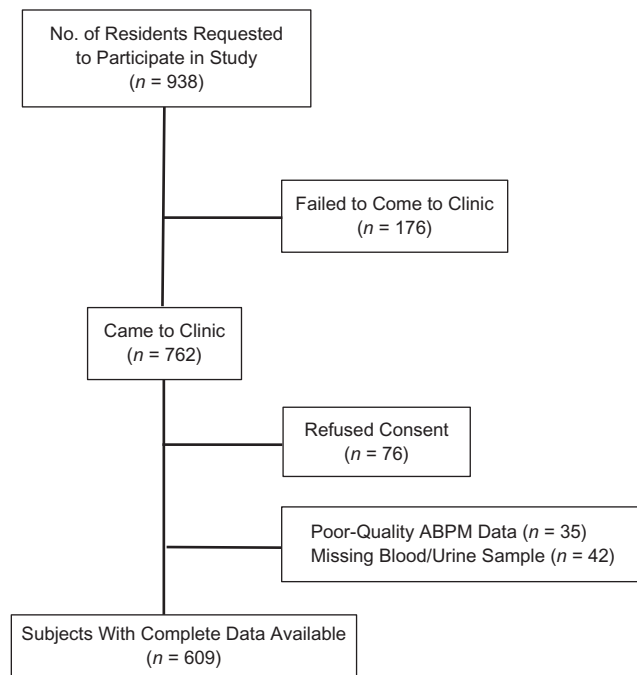 No. of Residents Requested
to Participate in Study
(n = 938)
Failed to Come to Clinic
(n = 176)
Came to Clinic
(n = 762)
Refused Consent
(n = 76)
Poor-Quality ABPM Data (n = 35)
Missing Blood/Urine Sample (n = 42)
Subjects With Complete Data Available
(n = 609)